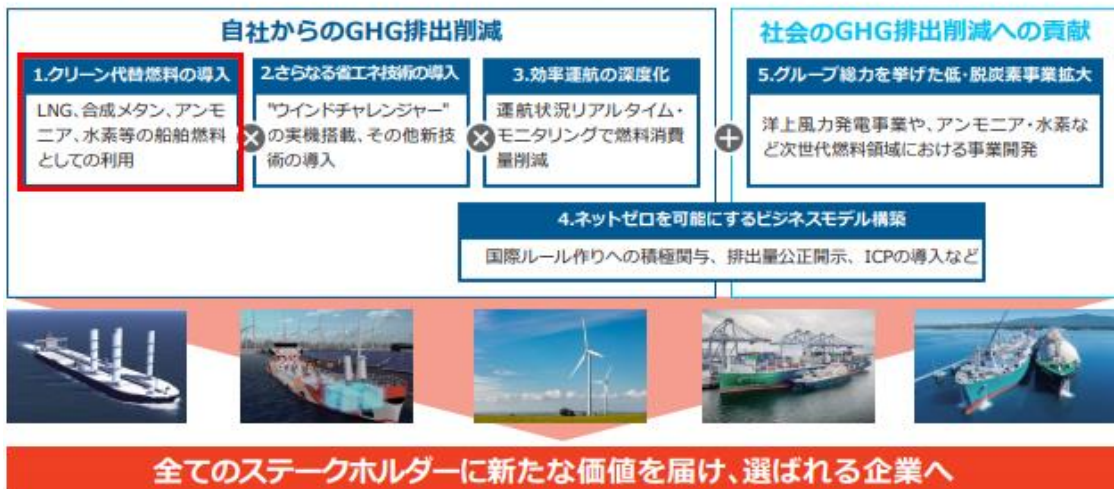 自社からのGHG排出削減
社会のGHG排出削減への貢献
1.クリーン代替燃料の導入
LNG、合成メタン、アンモ
ニア、水素等の船舶燃料
としての利用
2.さらなる省エネ技術の導入
"ウインドチャレンジャー"
の実機搭載、その他新技
術の導入
3.効率運航の深度化
運航状況リアルタイム・
モニタリングで燃料消費
量削減
5.グループ総力を挙げた低・脱炭素事業拡大
洋上風力発電事業や、アンモニア・水素な
ど次世代燃料領域における事業開発
4.ネットゼロを可能にするビジネスモデル構築
国際ルール作りへの積極関与、排出量公正開示、ICPの導入など
全てのステークホルダーに新たな価値を届け、選ばれる企業へ